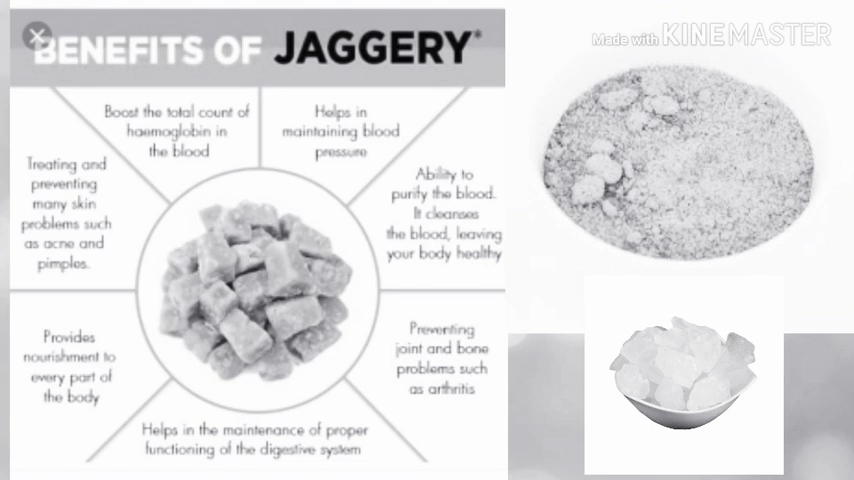 BENEFITS OF JAGGERY*
Made with KINEMASTER
Boost the total count of
haemoglobin in
the blood
Helps in
maintaining blood
pressure
Treating and
preventing
many skin
problems such
as acne and
pimples.
Ability to
purify the blood.
It cleanses
the blood, leaving
your body healthy
Provides
nourishment to
every part of
the body
Preventing
joint and bone
problems such
as arthritis
Helps in the maintenance of proper
functioning of the digestive system